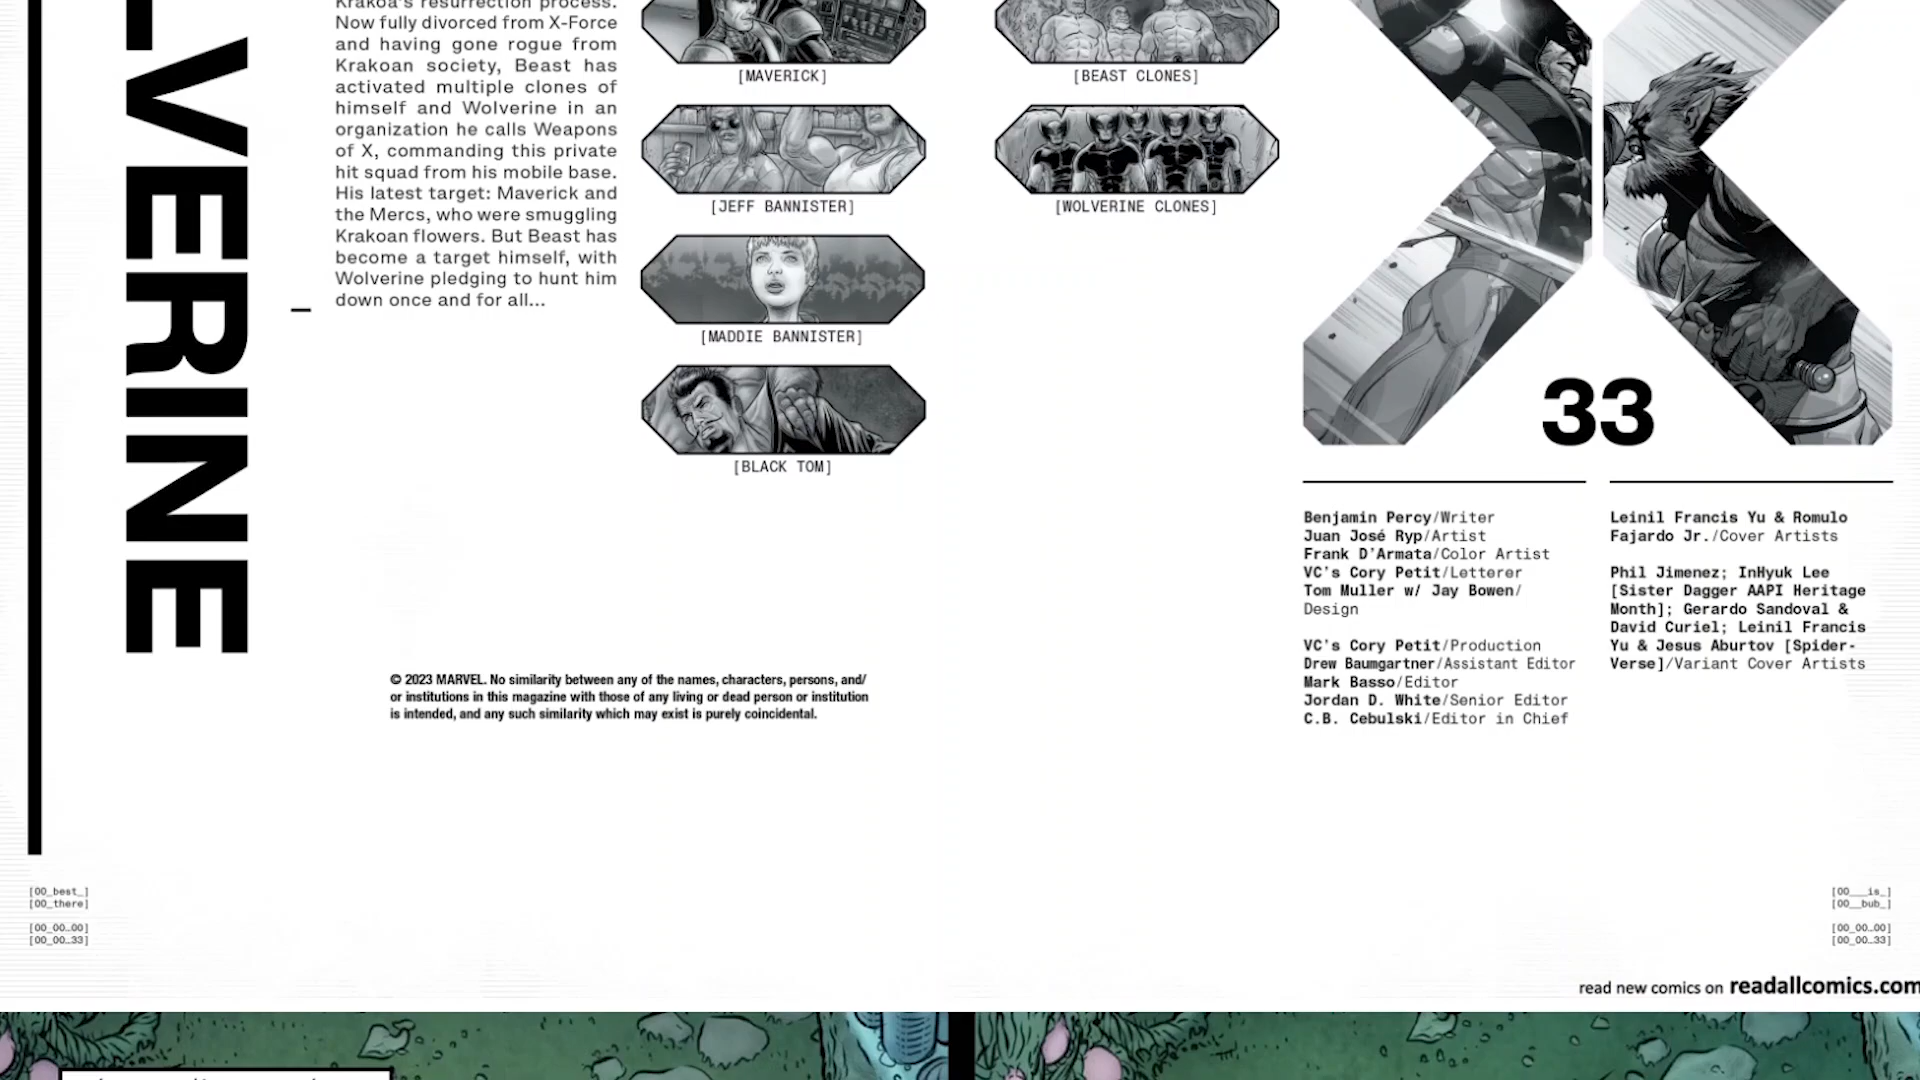 LVERINE
Krakoa's resurrection process.
Now fully divorced from X-Force
and having gone rogue from
Krakoan society, Beast has
activated multiple clones of
himself and Wolverine in an
organization he calls Weapons
of X, commanding this private
hit squad from his mobile base.
His latest target: Maverick and
the Mercs, who were smuggling
Krakoan flowers. But Beast has
become a target himself, with
Wolverine pledging to hunt him
down once and for all...
[MAVERICK]
[JEFF BANNISTER]
[MADDIE BANNISTER]
[BLACK TOM]
[BEAST CLONES]
[WOLVERINE CLONES]
33
Benjamin Percy/Writer
Juan José Ryp/Artist
Frank D'Armata/Color Artist
VC's Cory Petit/Letterer
Tom Muller w/ Jay Bowen/
Design
VC's Cory Petit/Production
Drew Baumgartner/Assistant Editor
Mark Basso/Editor
Jordan D. White/Senior Editor
C.B. Cebulski/Editor in Chief
Leinil Francis Yu & Romulo
Fajardo Jr./Cover Artists
Phil Jimenez; InHyuk Lee
[Sister Dagger AAPI Heritage
Month]; Gerardo Sandoval &
David Curiel; Leinil Francis
Yu & Jesus Aburtov [Spider-
Verse]/Variant Cover Artists
© 2023 MARVEL. No similarity between any of the names, characters, persons, and/
or institutions in this magazine with those of any living or dead person or institution
is intended, and any such similarity which may exist is purely coincidental.
[00_best_]
[00_there]
[00_00_00]
[00_00_33]
[00___is_]
[00__bub_]
[00_00_00]
[00_00_33]
read new comics on readallcomics.com